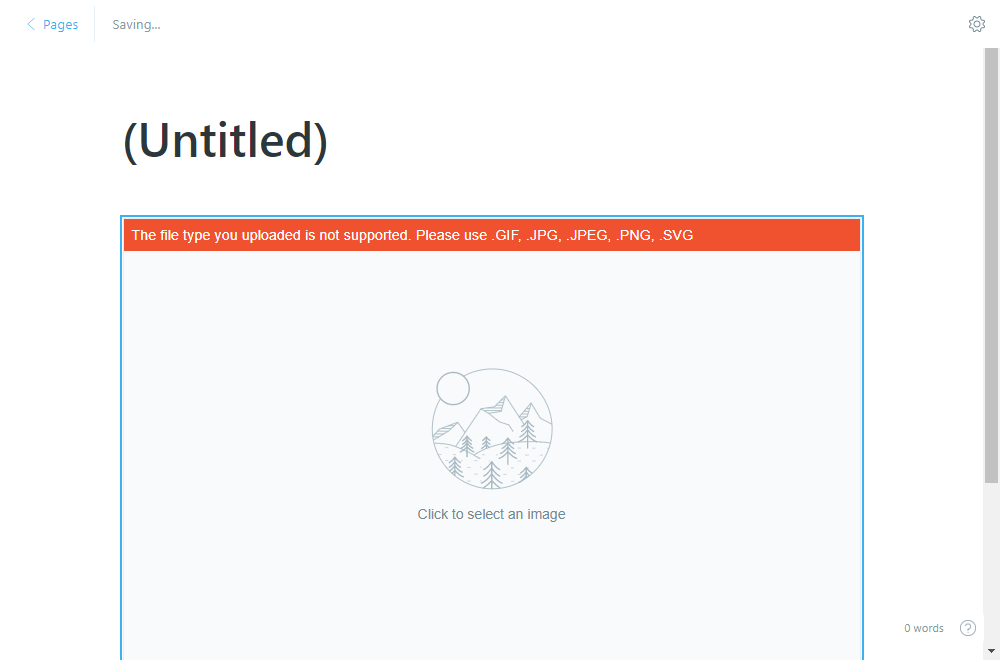 Pages
Saving...
(Untitled)
The file type you uploaded is not supported. Please use .GIF, .JPG, .JPEG, .PNG, .SVG
Click to select an image
0 words
?